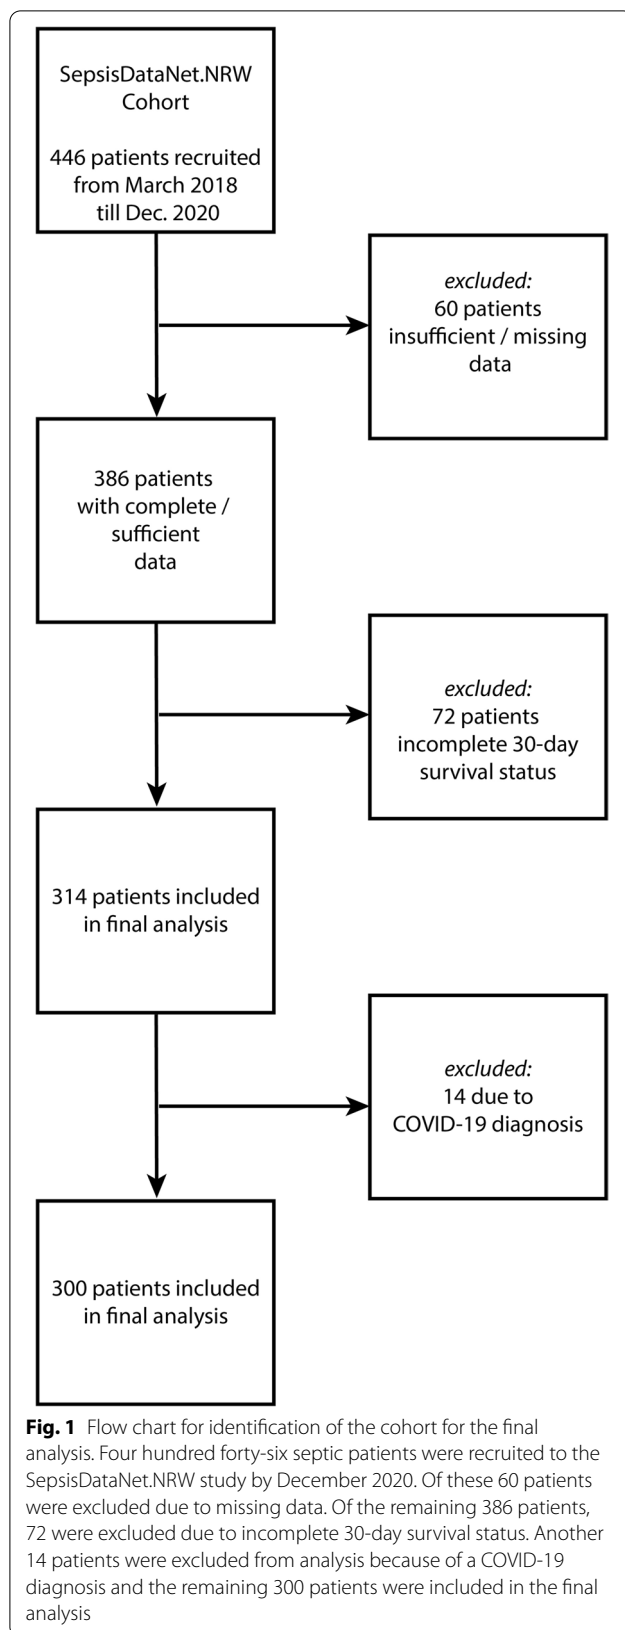 SepsisDataNet.NRW
Cohort
446 patients recruited
from March 2018
till Dec. 2020
excluded:
60 patients
insufficient / missing
data
386 patients
with complete /
sufficient
data
excluded:
72 patients
incomplete 30-day
survival status
314 patients included
in final analysis
excluded:
14 due to
COVID-19 diagnosis
300 patients included
in final analysis
Fig. 1 Flow chart for identification of the cohort for the final
analysis. Four hundred forty-six septic patients were recruited to the
SepsisDataNet.NRW study by December 2020. Of these 60 patients
were excluded due to missing data. Of the remaining 386 patients,
72 were excluded due to incomplete 30-day survival status. Another
14 patients were excluded from analysis because of a COVID-19
diagnosis and the remaining 300 patients were included in the final
analysis